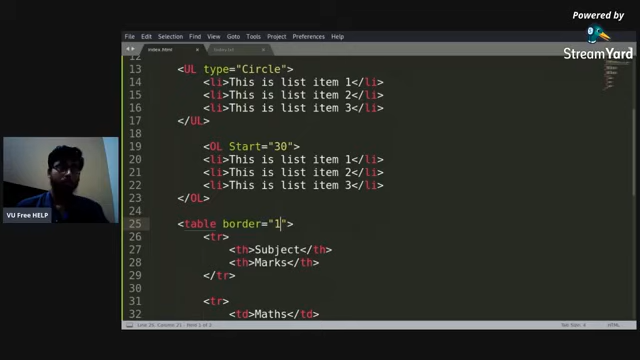 Powered by
StreamYard
File Edit Selection Find View Goto Tools Project Preferences Help
index.html
12
13 <UL type="Circle">
14 <li>This is list item 1</li>
15 <li>This is list item 2</li>
16 <li>This is list item 3</li>
17 </UL>
18
19 <OL Start="30">
20 <li>This is list item 1</li>
21 <li>This is list item 2</li>
22 <li>This is list item 3</li>
23 </OL>
24
25 <table border="1">
26 <tr>
27 <th>Subject</th>
28 <th>Marks</th>
29 </tr>
30
31 <tr>
32 <td>Maths</td>
VU Free HELP
HTML